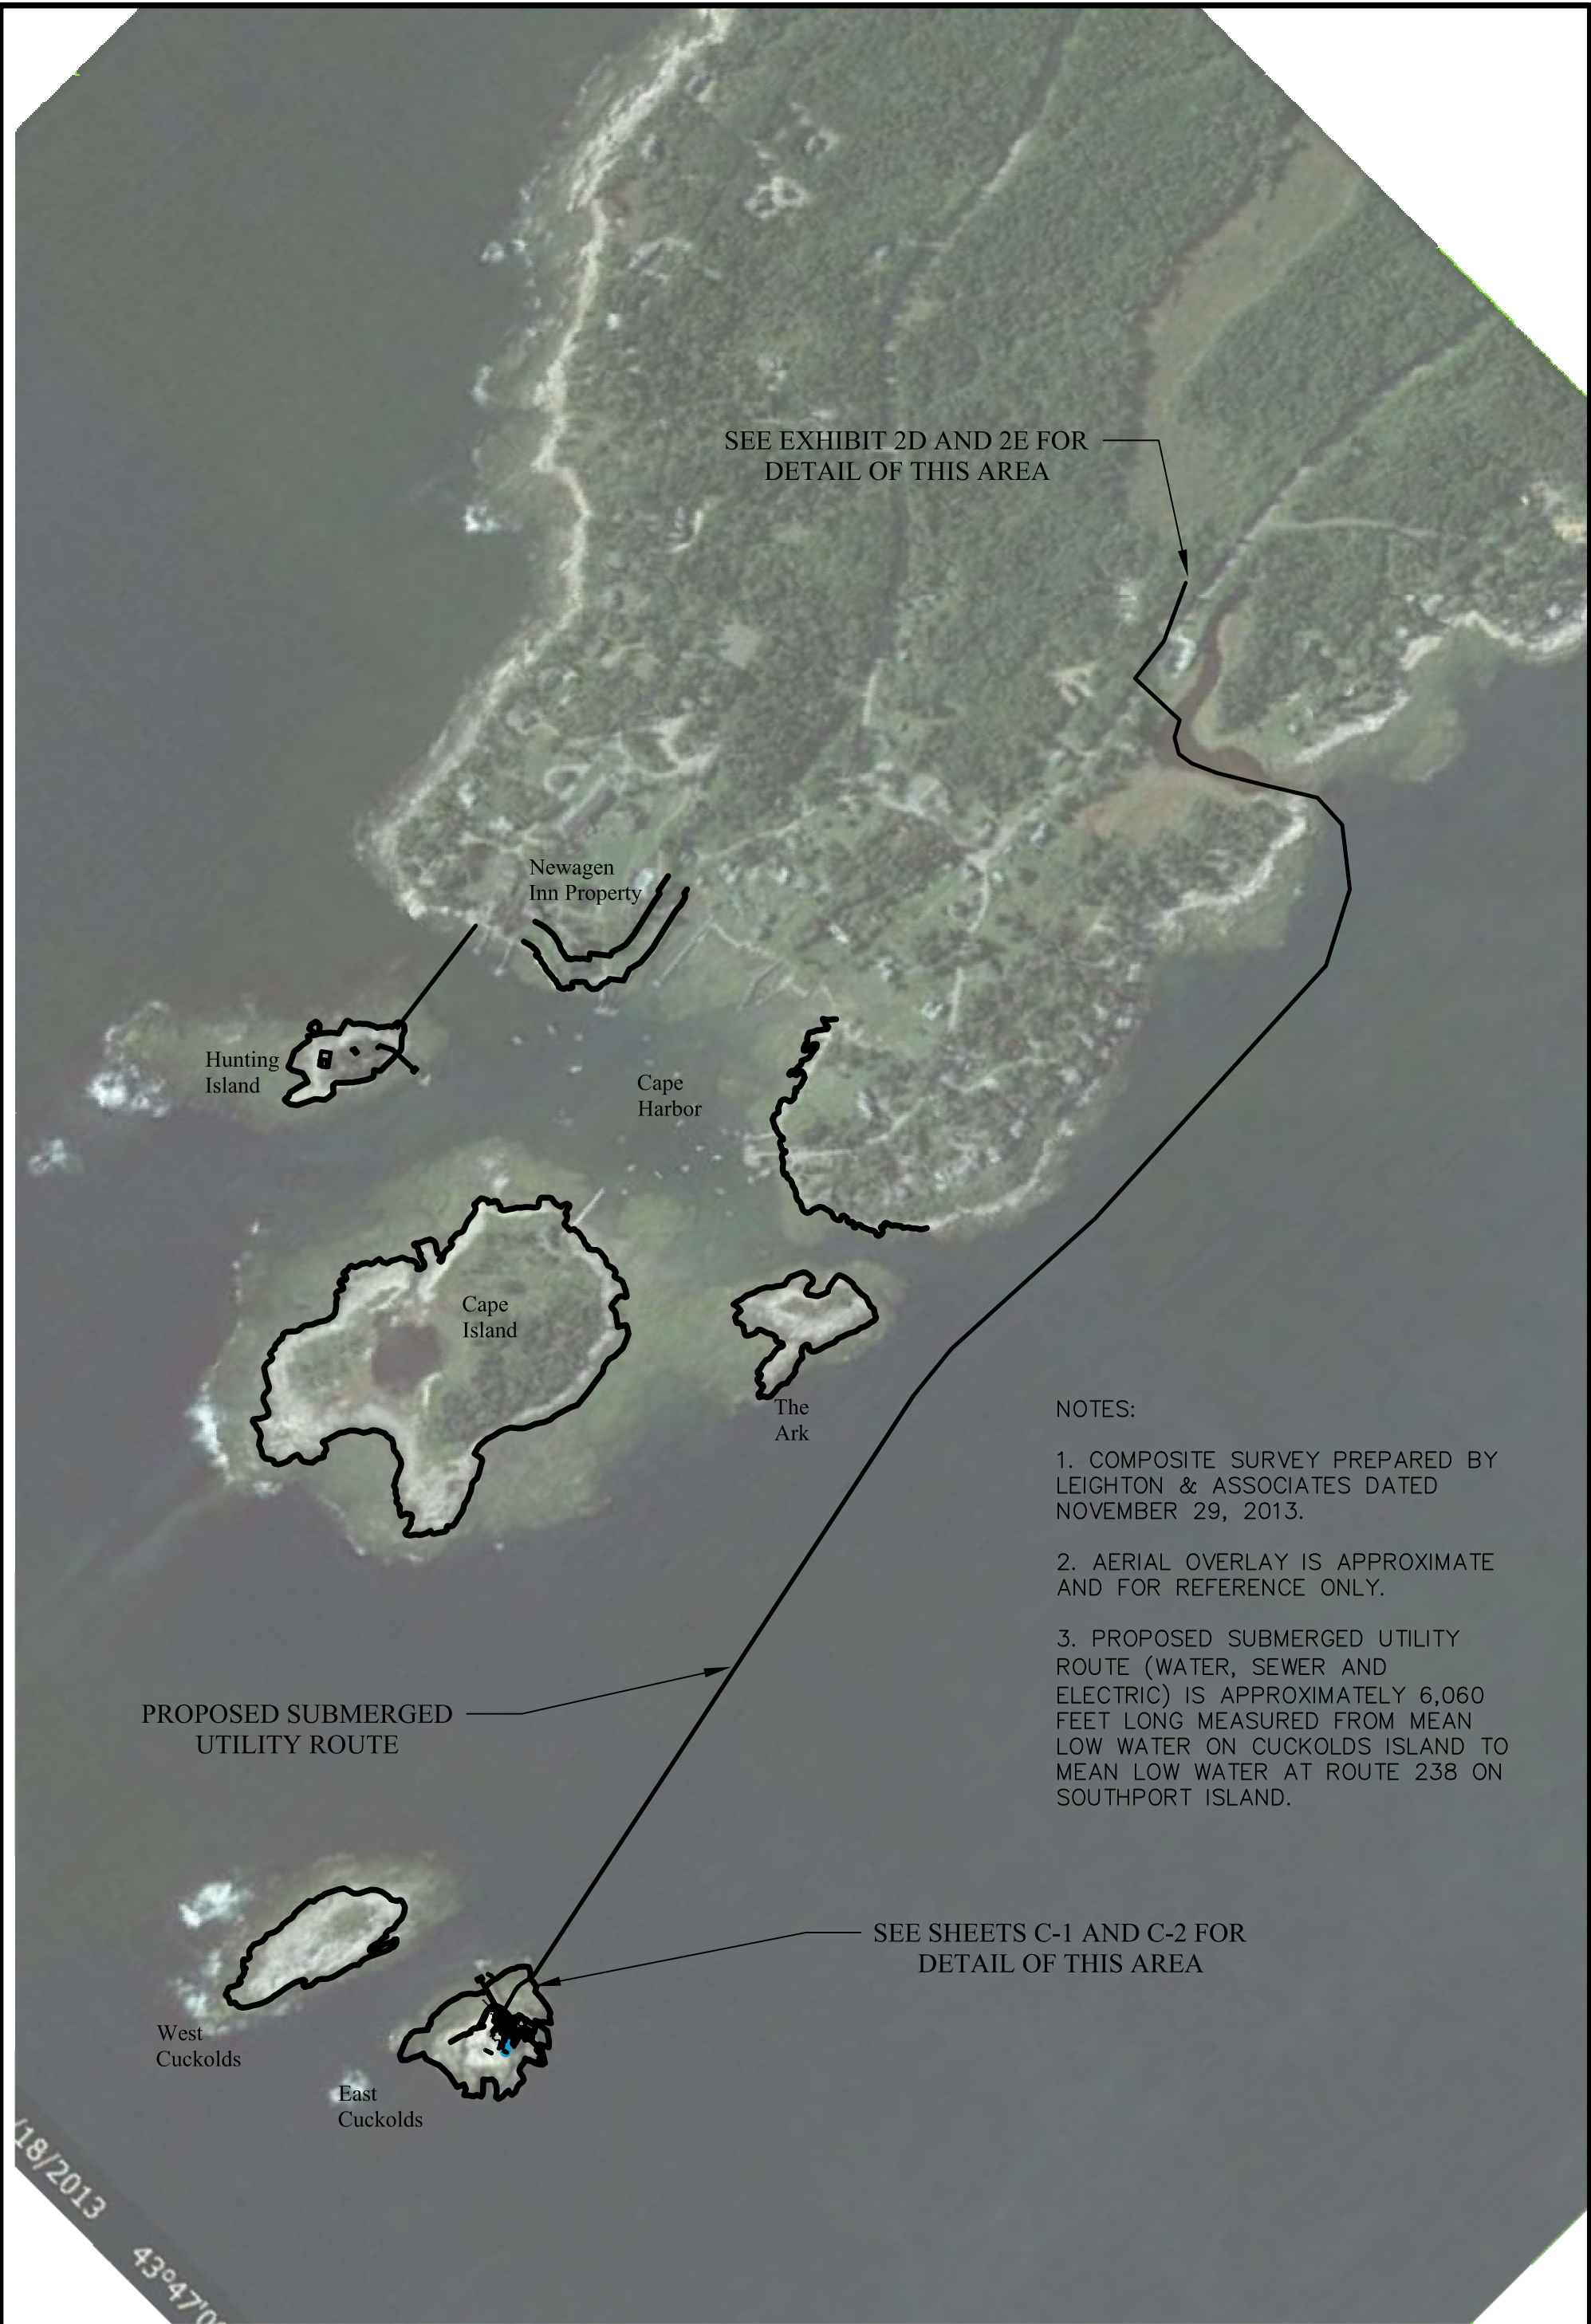 SEE EXHIBIT 2D AND 2E FOR
DETAIL OF THIS AREA
Newagen
Inn Property
Hunting
Island
Cape
Harbor
Cape
Island
The
Ark
NOTES:
1. COMPOSITE SURVEY PREPARED BY
LEIGHTON & ASSOCIATES DATED
NOVEMBER 29, 2013.
2. AERIAL OVERLAY IS APPROXIMATE
AND FOR REFERENCE ONLY.
3. PROPOSED SUBMERGED UTILITY
ROUTE (WATER, SEWER AND
ELECTRIC) IS APPROXIMATELY 6,060
FEET LONG MEASURED FROM MEAN
LOW WATER ON CUCKOLDS ISLAND TO
MEAN LOW WATER AT ROUTE 238 ON
SOUTHPORT ISLAND.
PROPOSED SUBMERGED
UTILITY ROUTE
SEE SHEETS C-1 AND C-2 FOR
DETAIL OF THIS AREA
West
Cuckolds
East
Cuckolds
/18/2013
43°47'0